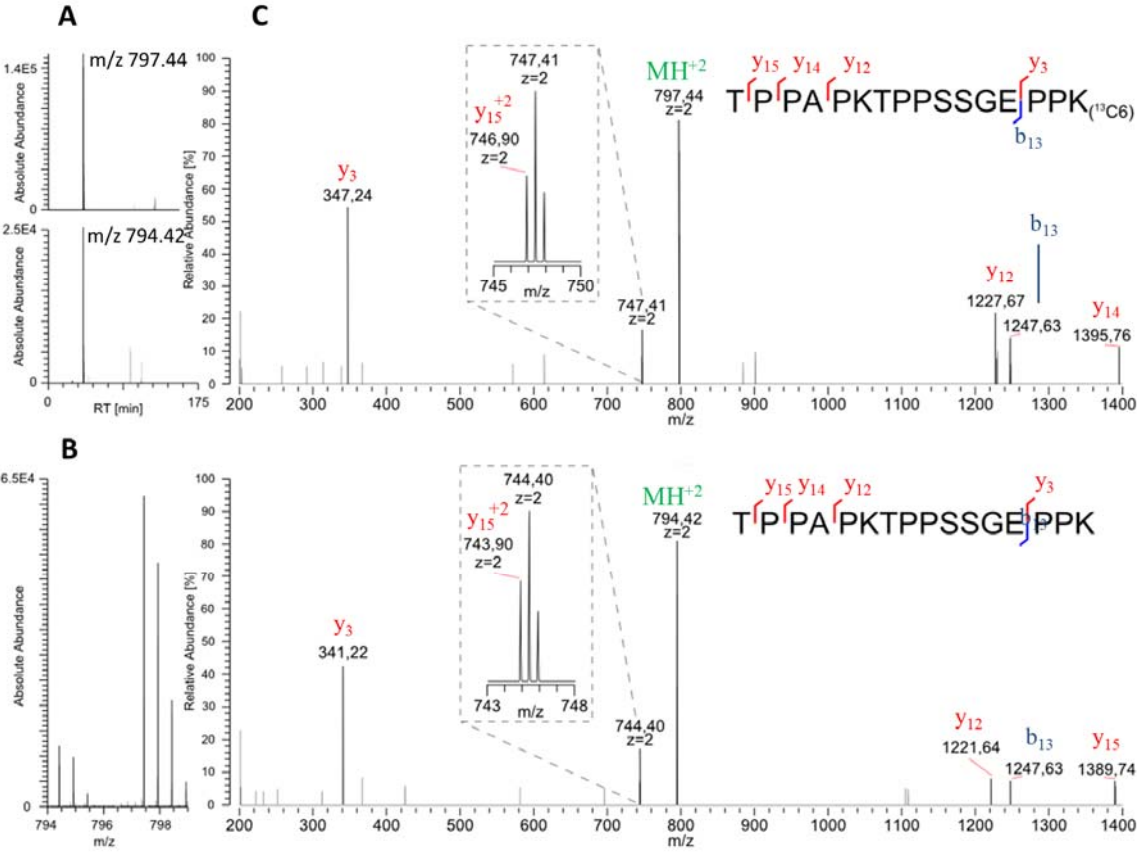 A
C
m/z 797.44
1.4E5
Absolute Abundance
0
m/z 794.42
2.5E4
Absolute Abundance
0
0
RT [min]
175
Relative Abundance [%]
100
90
80
70
60
50
40
30
20
10
0
y3
347,24
747,41
z=2
y15+2
746,90
z=2
745
750
m/z
747,41
z=2
MH+2
797,44
z=2
y15 y14 y12 y3
TPPAPKTPPSSGEPPK(13C6)
b13
b13
y12
1227,67
1247,63
y14
1395,76
200 300 400 500 600 700 800 900 1000 1100 1200 1300 1400
m/z
B
6.5E4
Absolute Abundance
0
794 796 798
m/z
Relative Abundance [%]
100
90
80
70
60
50
40
30
20
10
0
y3
341,22
744,40
z=2
y15+2
743,90
z=2
743
748
m/z
744,40
z=2
MH+2
794,42
z=2
y15 y14 y12 y3
TPPAPKTPPSSGEPPK
b13
y12
1221,64
b13
1247,63
y15
1389,74
200 300 400 500 600 700 800 900 1000 1100 1200 1300 1400
m/z